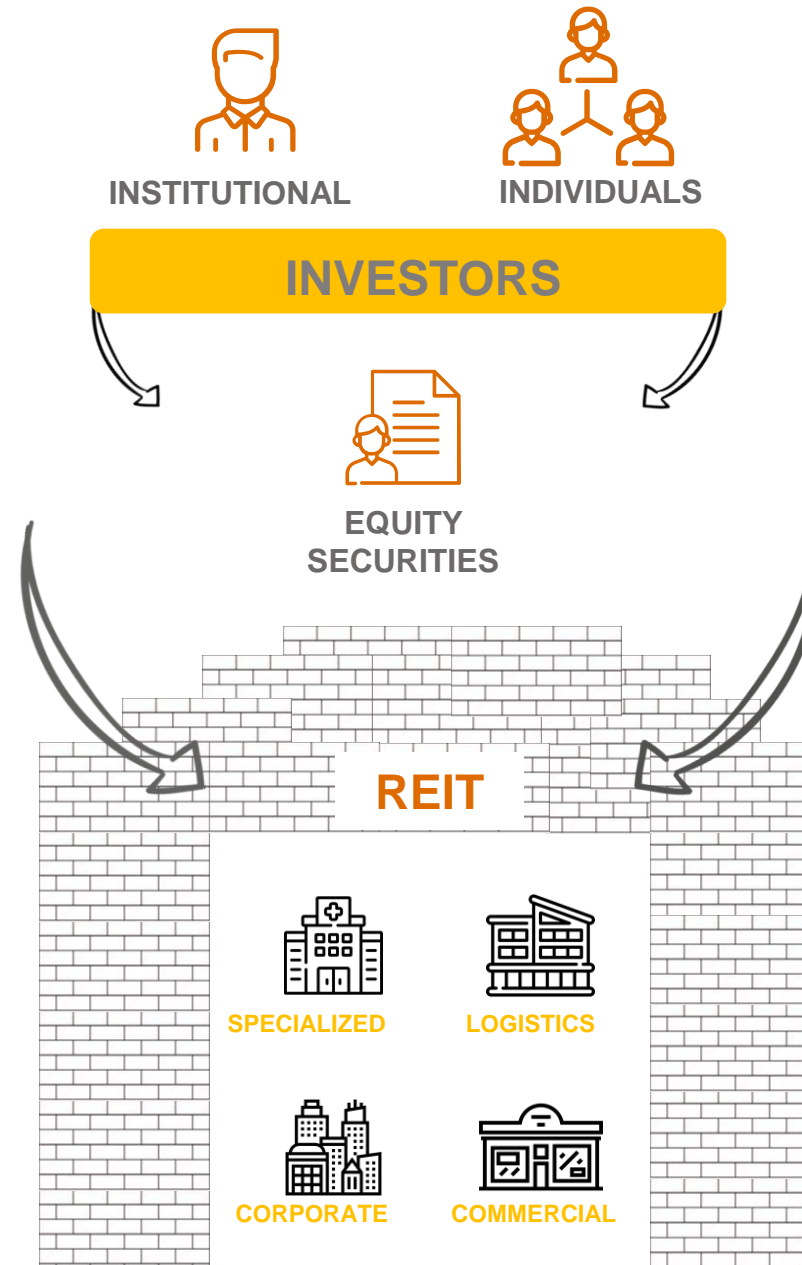 INSTITUTIONAL
INDIVIDUALS
INVESTORS
EQUITY
SECURITIES
REIT
SPECIALIZED
LOGISTICS
CORPORATE
COMMERCIAL